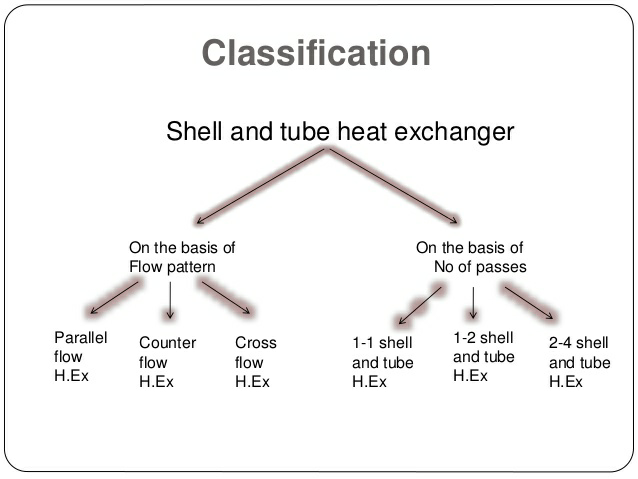 Classification
Shell and tube heat exchanger
On the basis of
Flow pattern
On the basis of
No of passes
Parallel
flow
H.Ex
Counter
flow
H.Ex
Cross
flow
H.Ex
1-1 shell
and tube
H.Ex
1-2 shell
and tube
H.Ex
2-4 shell
and tube
H.Ex